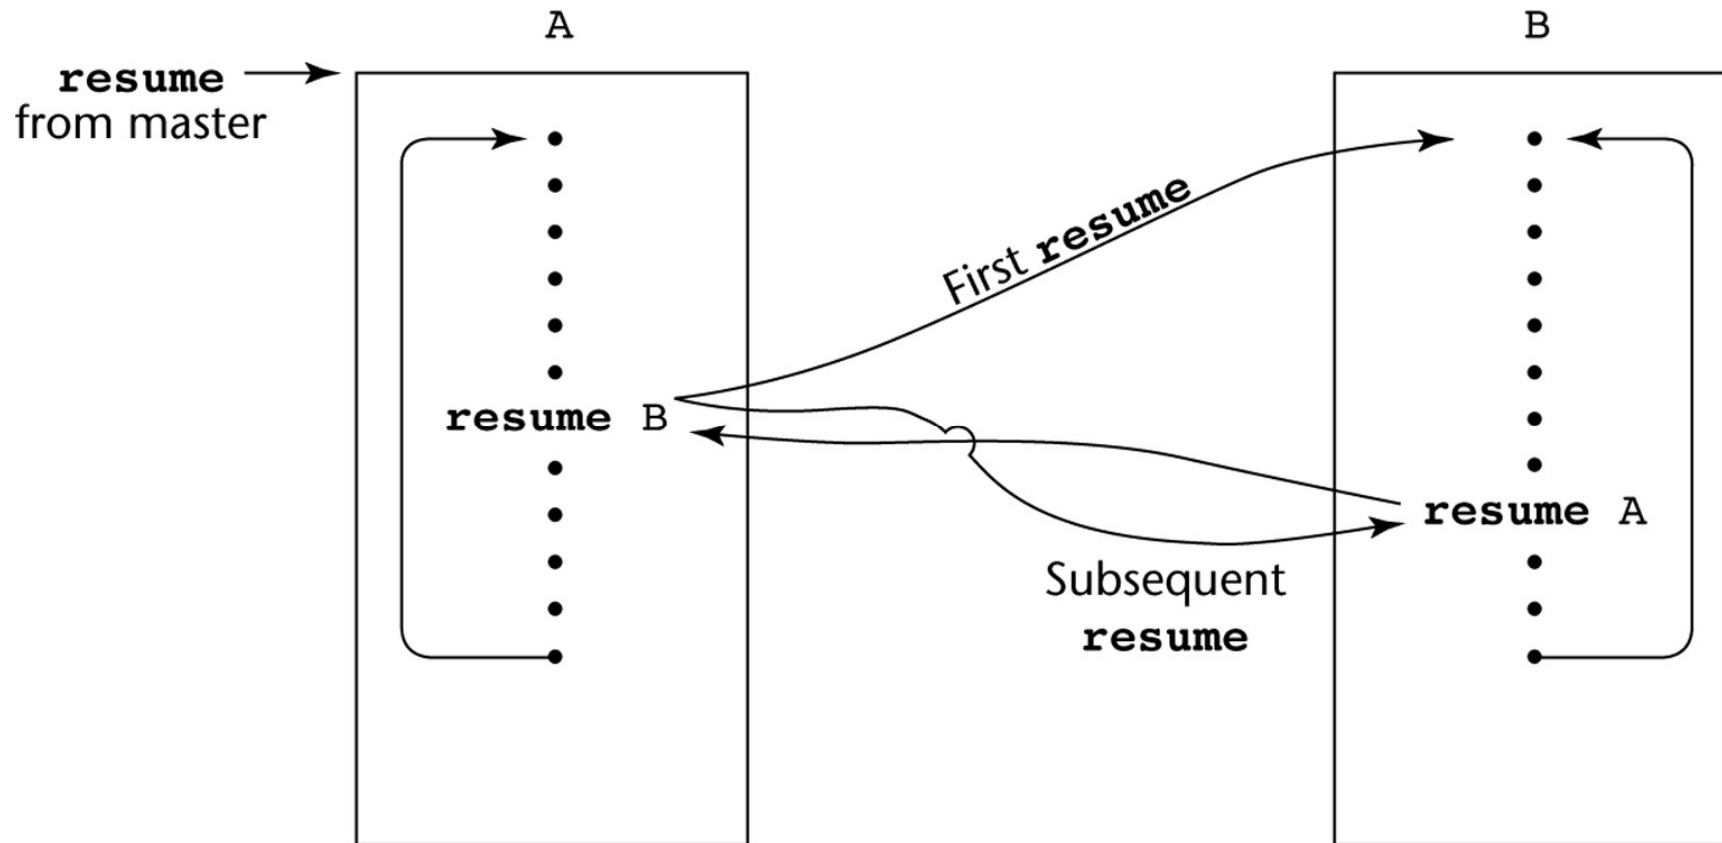 A
B
resume
from master
First resume
resume B
resume A
Subsequent
resume